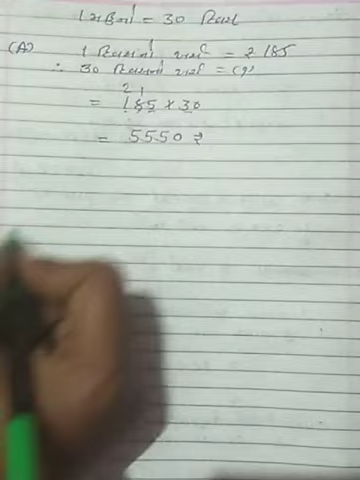 1 મહિનો = 30 દિવસ
(A) 1 દિવસનો ખર્ચ = ₹ 185
∴ 30 દિવસનો ખર્ચ = (?)
2 1
= 185 × 30
= 5550 ₹